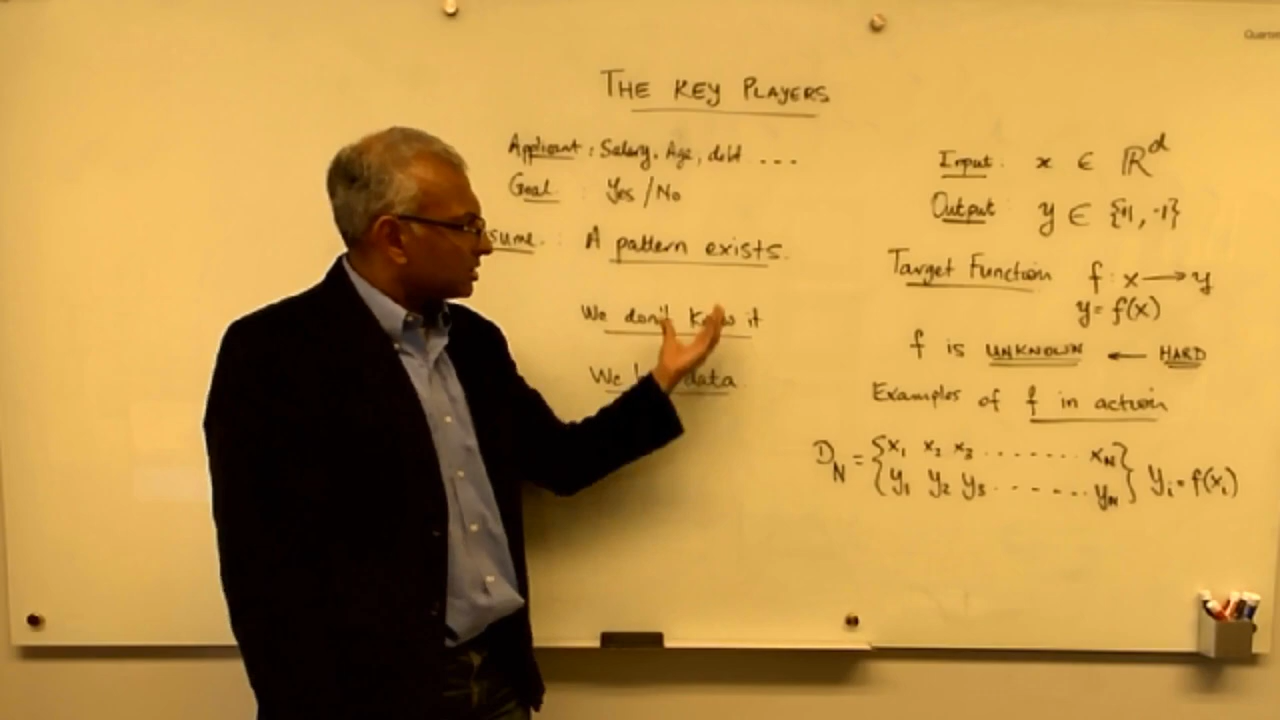 THE KEY PLAYERS
Applicant : Salary, Age, debt ....
Goal : Yes / No
sume : A pattern exists.
We don't know it
We data.
Input : x ∈ ℝᵈ
Output : y ∈ {+1, -1}
Target Function f : x → y
y = f(x)
f is UNKNOWN ← HARD
Examples of f in action
D_N = {x₁ x₂ x₃ ....... x_N
y₁ y₂ y₃ ....... y_N} y_i = f(x_i)